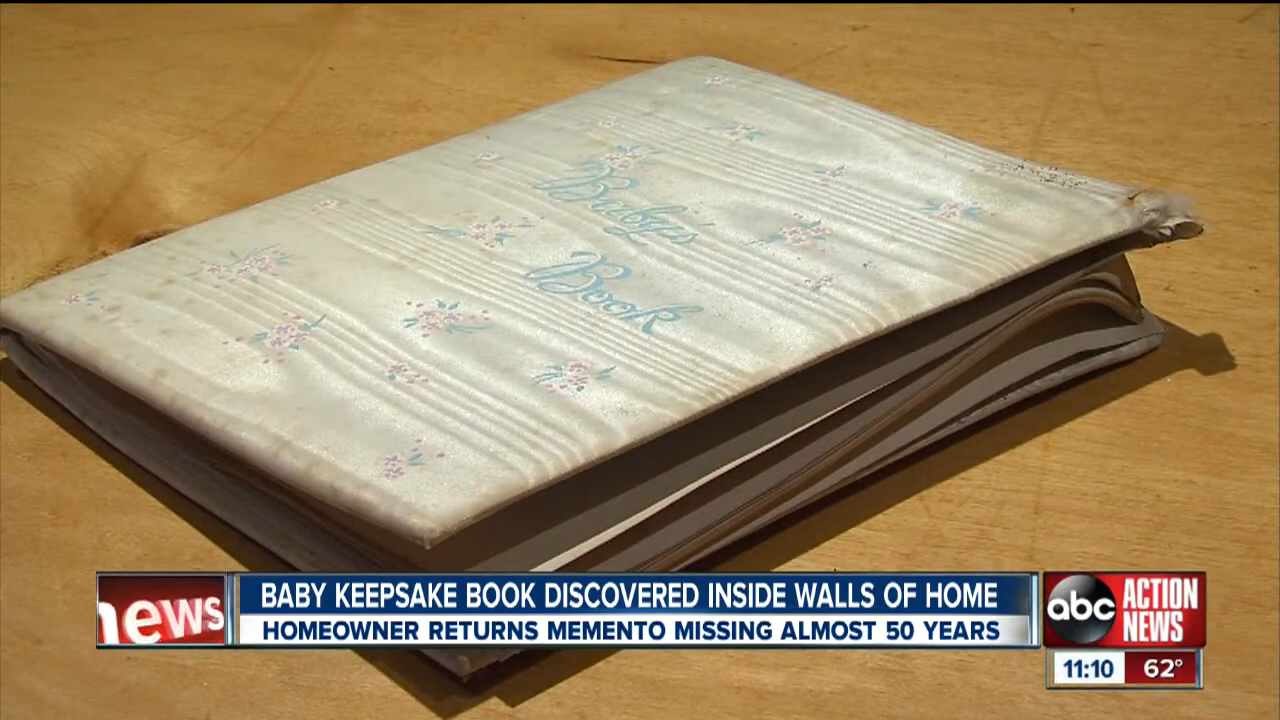 Baby's
Book
news
BABY KEEPSAKE BOOK DISCOVERED INSIDE WALLS OF HOME
HOMEOWNER RETURNS MEMENTO MISSING ALMOST 50 YEARS
abc
ACTION
NEWS
11:10
62°